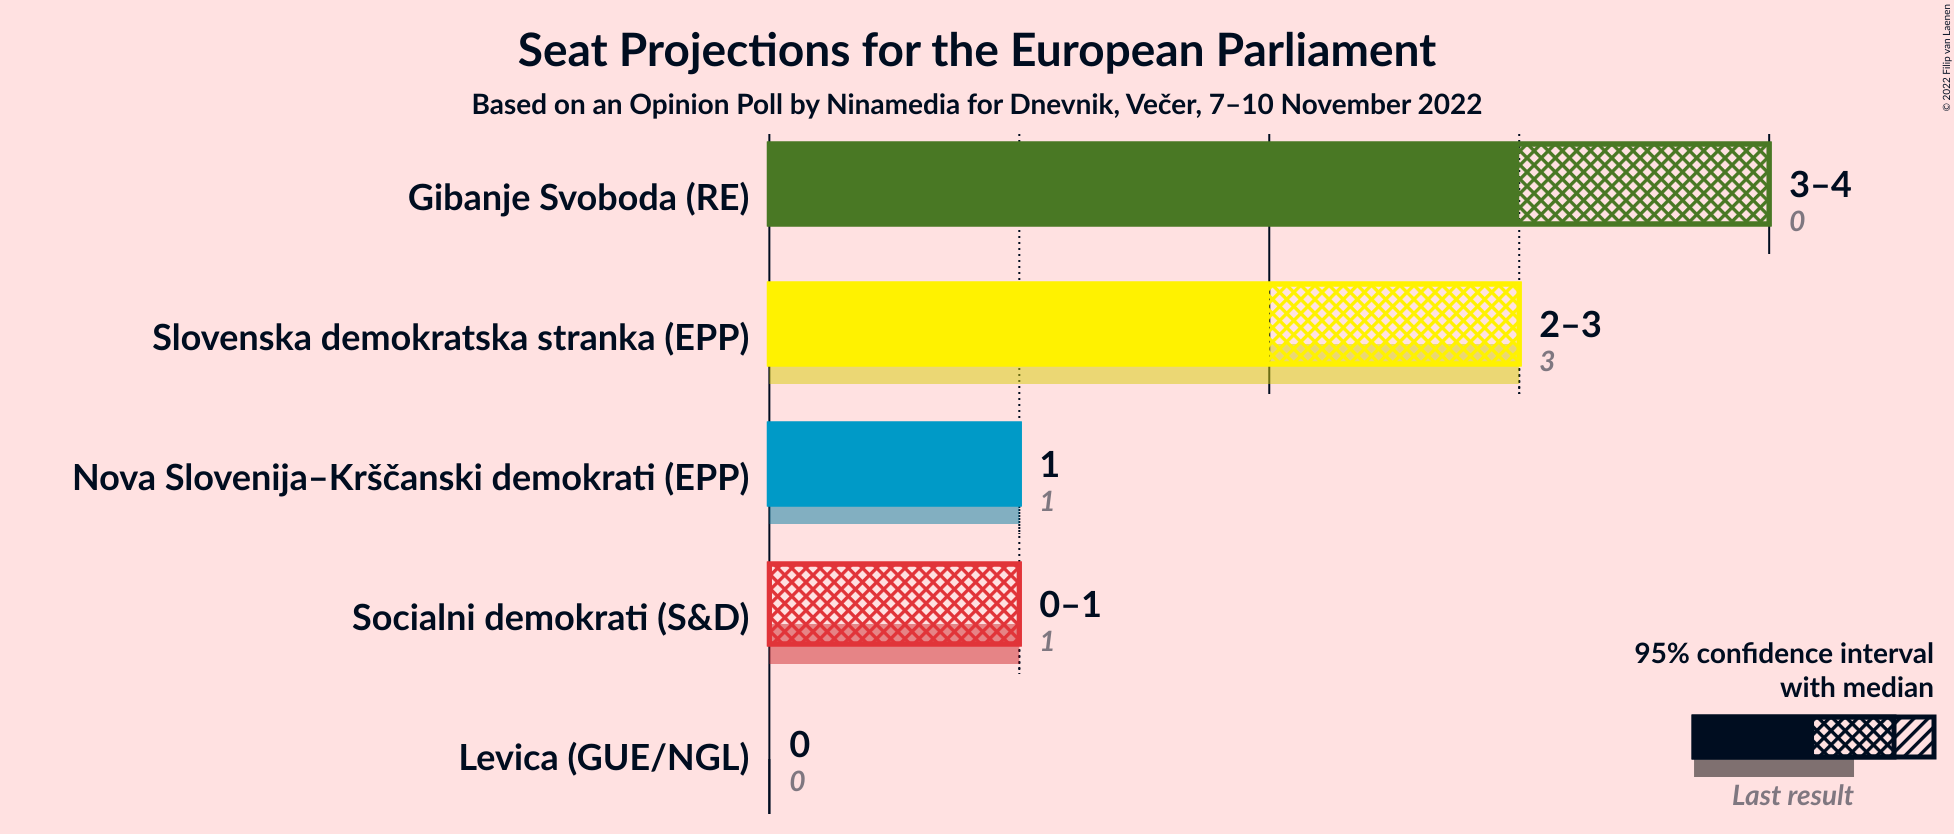 Seat Projections for the European Parliament
Based on an Opinion Poll by Ninamedia for Dnevnik, Večer, 7–10 November 2022
© 2022 Filip van Laenen
Gibanje Svoboda (RE)
3–4
0
Slovenska demokratska stranka (EPP)
2–3
3
Nova Slovenija–Krščanski demokrati (EPP)
1
1
Socialni demokrati (S&D)
0–1
1
Levica (GUE/NGL)
0
0
95% confidence interval
with median
Last result